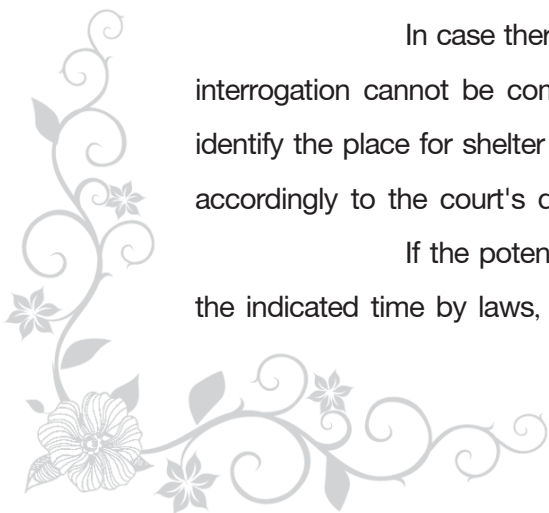 In case ther
interrogation cannot be
identify the place for shelter
accordingly to the court's
If the poten
the indicated time by laws,